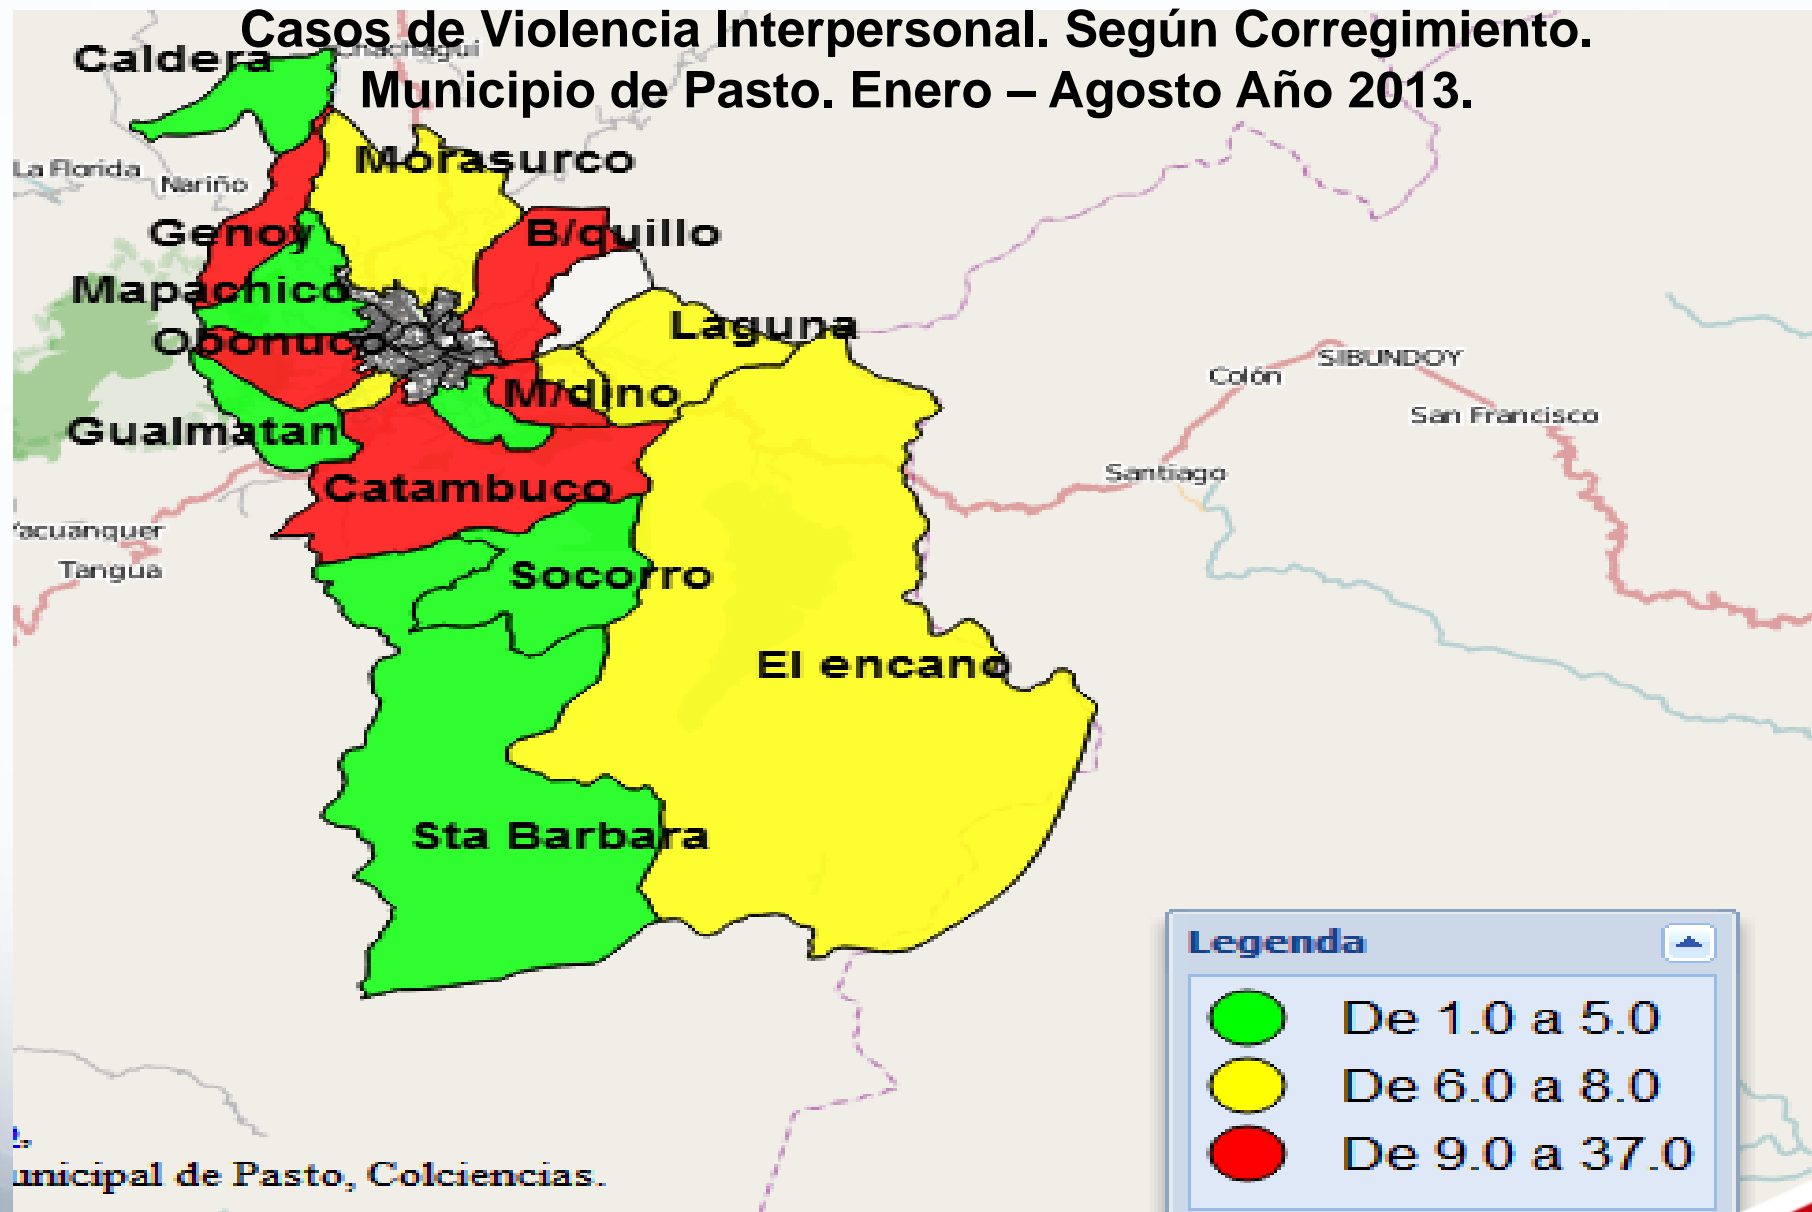 Casos de Violencia Interpersonal. Según Corregimiento.
Municipio de Pasto. Enero – Agosto Año 2013.
Caldera
Morasurco
La Florida
Nariño
Genoy
B/quillo
Mapachico
Obonuco
Laguna
M/dino
Gualmatan
Catambuco
Colón
SIBUNDOY
San Francisco
Santiago
Yacuanquer
Tangua
Socorro
El encano
Sta Barbara
Legenda
De 1.0 a 5.0
De 6.0 a 8.0
De 9.0 a 37.0
unicipal de Pasto, Colciencias.